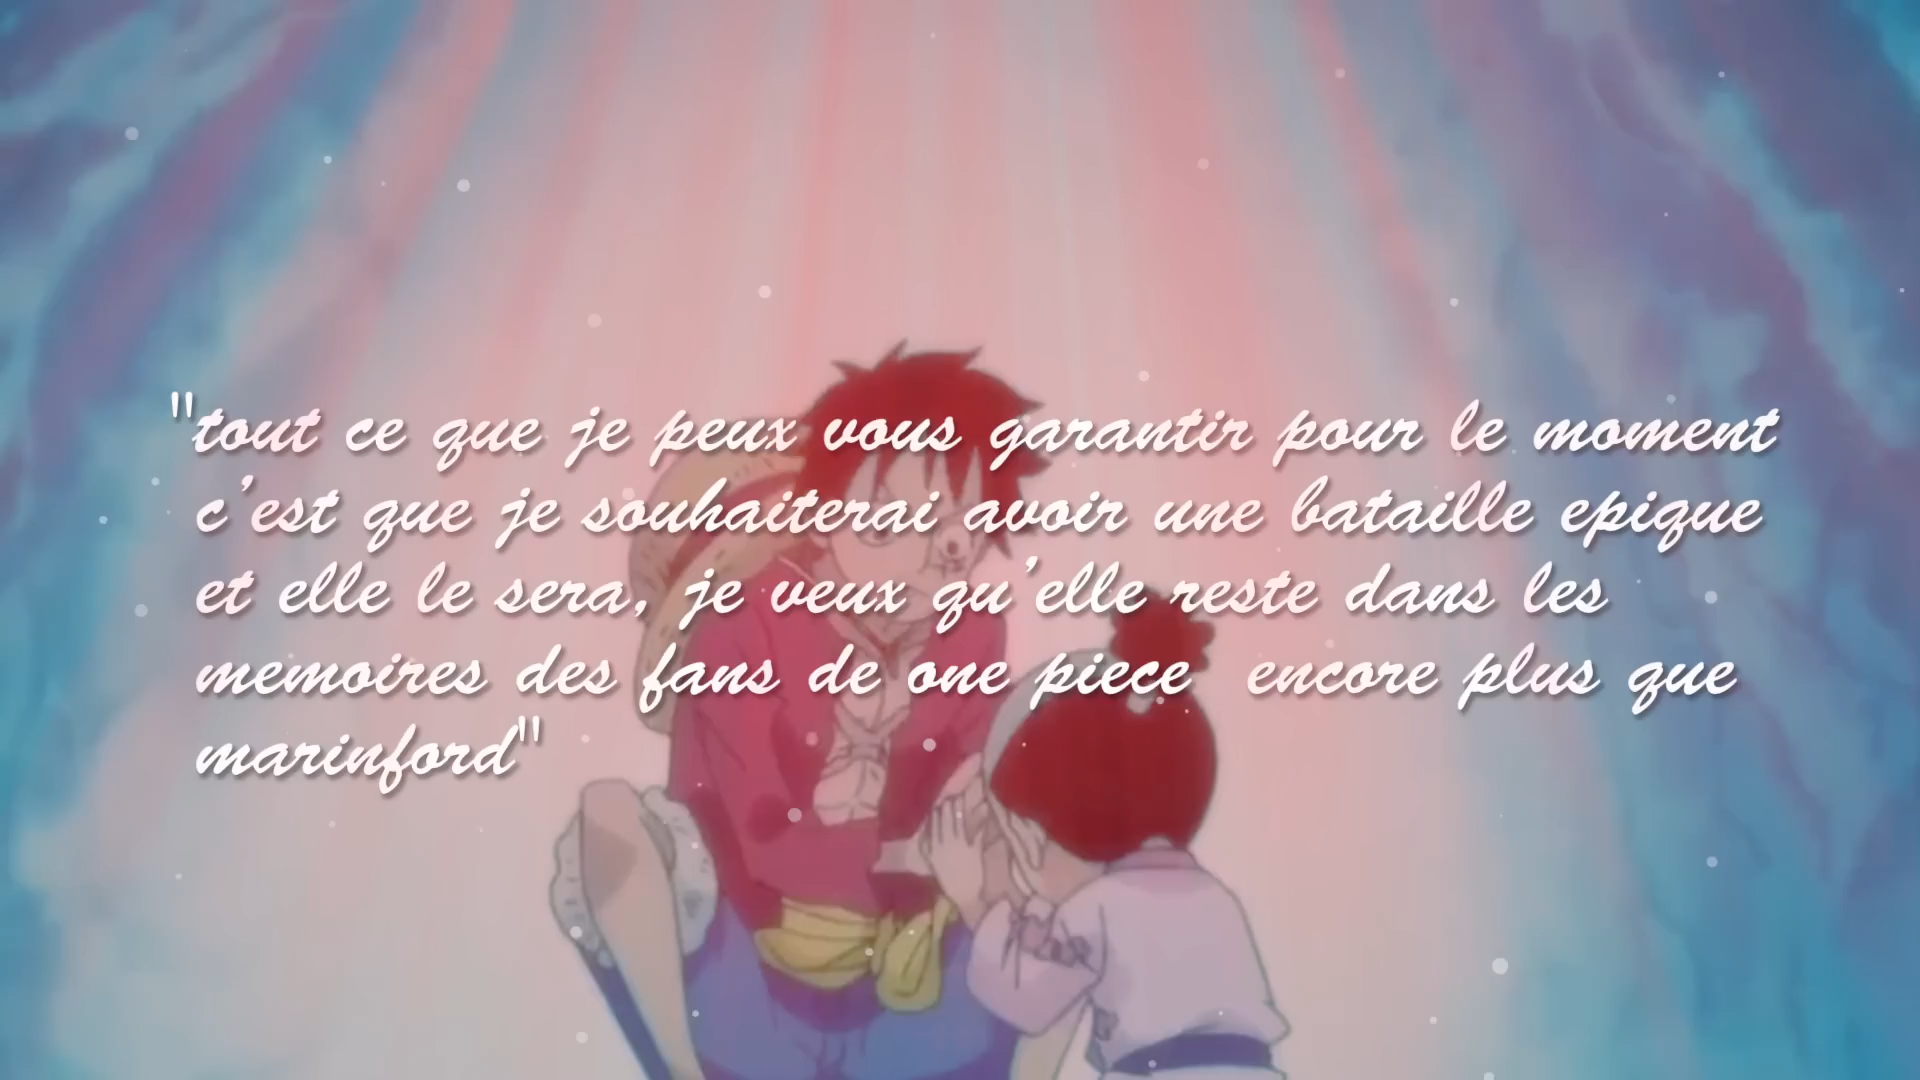 "tout ce que je peux vous garantir pour le moment
c'est que je souhaiterai avoir une bataille epique
et elle le sera, je veux qu'elle reste dans les
memoires des fans de one piece  encore plus que
marinford"